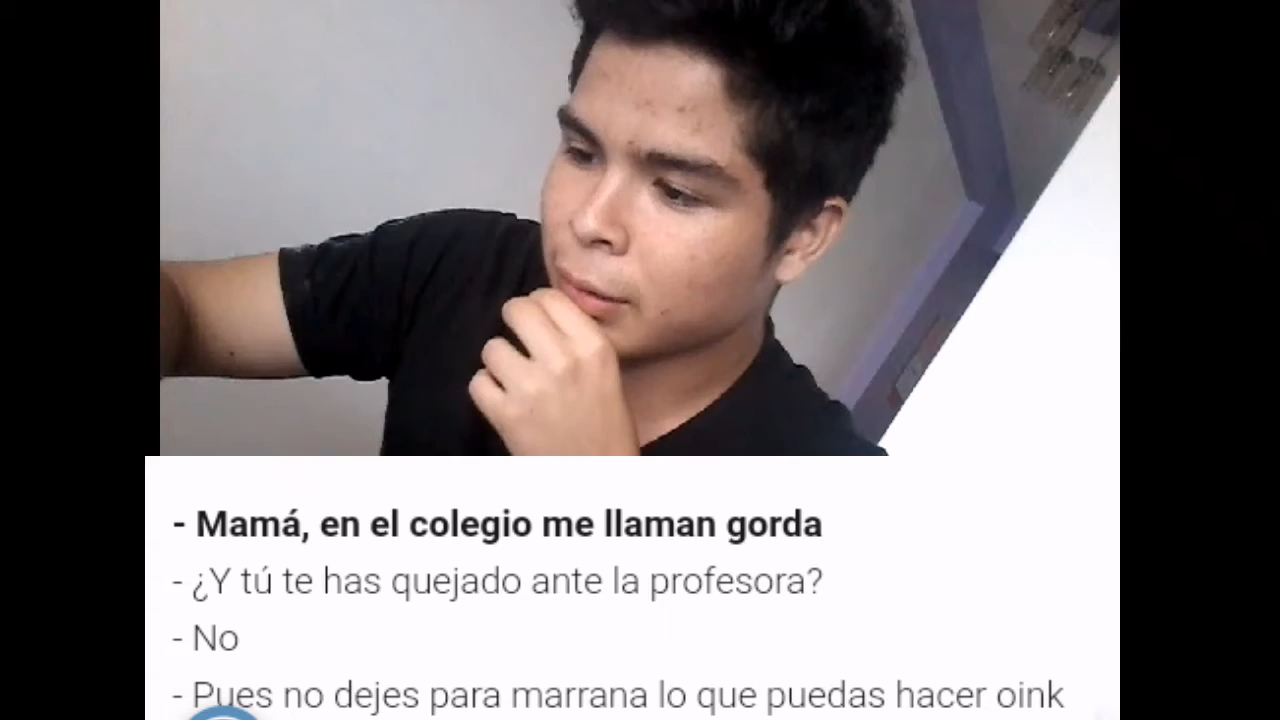 - Mamá, en el colegio me llaman gorda
- ¿Y tú te has quejado ante la profesora?
- No
- Pues no dejes para marrana lo que puedas hacer oink